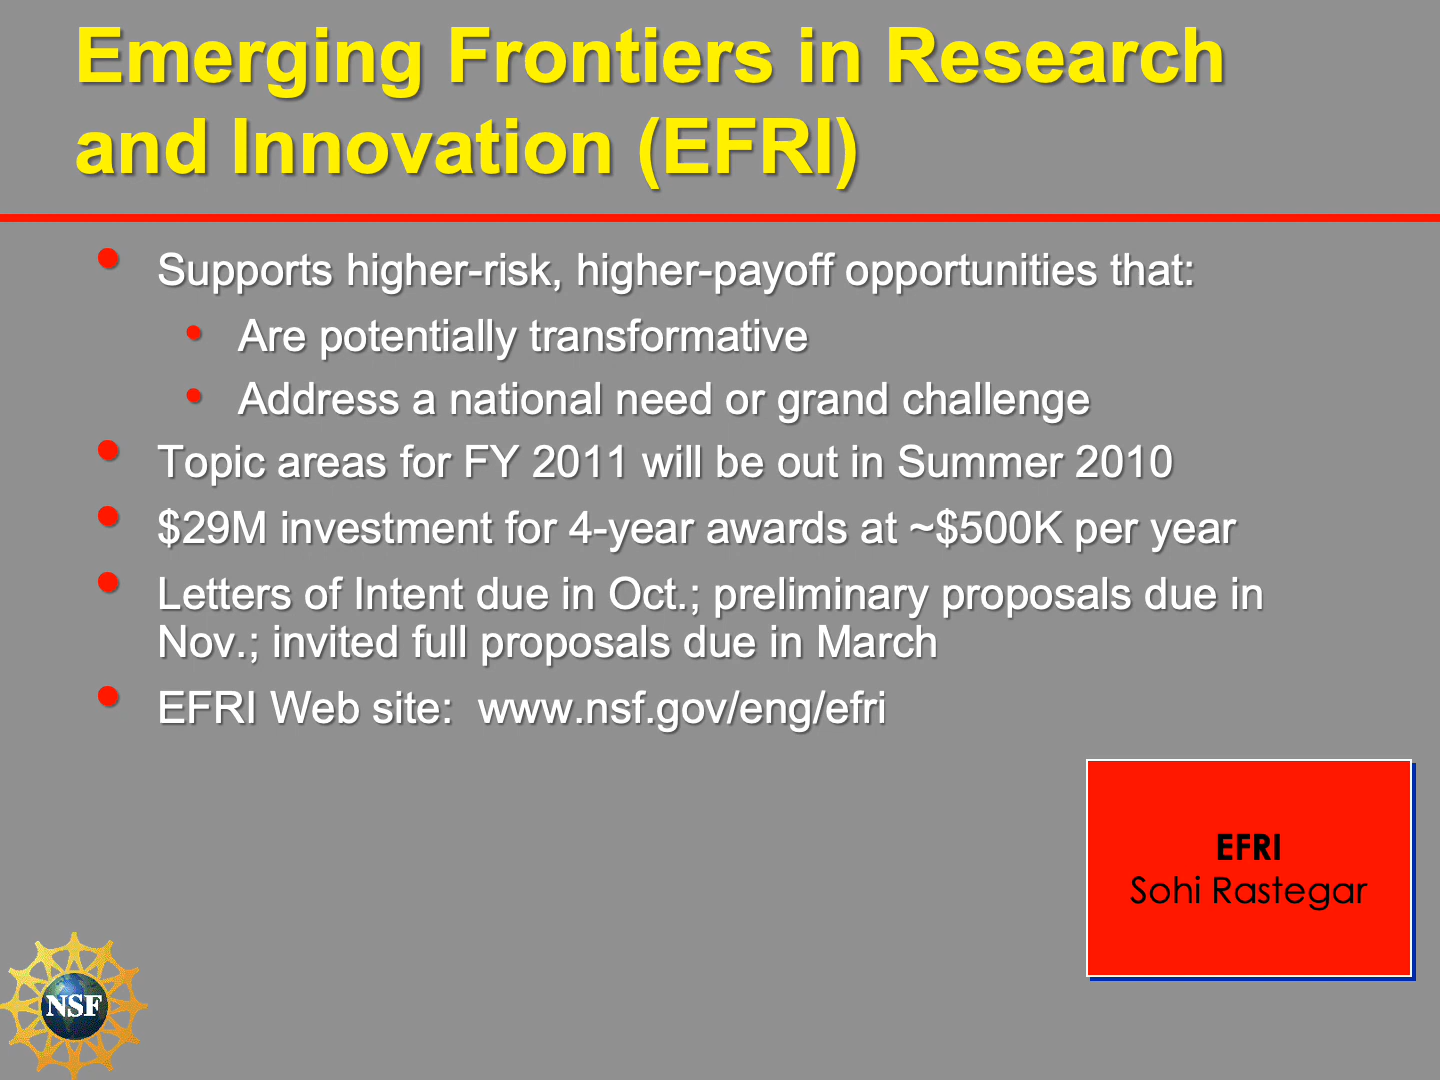 Emerging Frontiers in Research
and Innovation (EFRI)
• Supports higher-risk, higher-payoff opportunities that:
• Are potentially transformative
• Address a national need or grand challenge
• Topic areas for FY 2011 will be out in Summer 2010
• $29M investment for 4-year awards at ~$500K per year
• Letters of Intent due in Oct.; preliminary proposals due in
Nov.; invited full proposals due in March
• EFRI Web site:  www.nsf.gov/eng/efri
EFRI
Sohi Rastegar
NSF